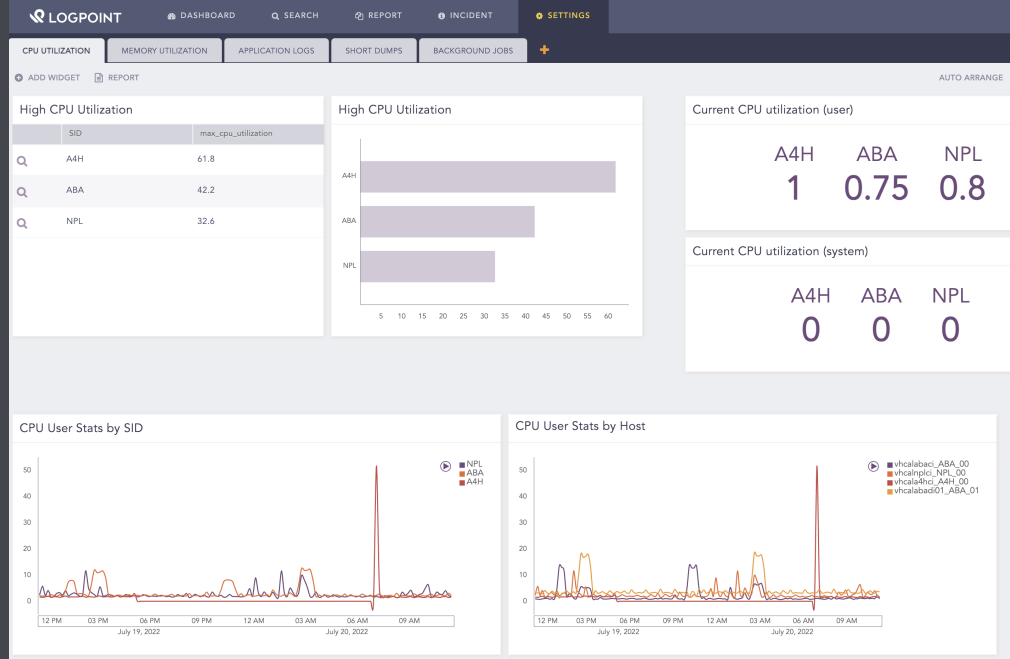 LOGPOINT
DASHBOARD SEARCH REPORT INCIDENT SETTINGS
CPU UTILIZATION MEMORY UTILIZATION APPLICATION LOGS SHORT DUMPS BACKGROUND JOBS
ADD WIDGET REPORT AUTO ARRANGE
High CPU Utilization
SID max_cpu_utilization
A4H 61.8
ABA 42.2
NPL 32.6
High CPU Utilization
A4H
ABA
NPL
5 10 15 20 25 30 35 40 45 50 55 60
Current CPU utilization (user)
A4H ABA NPL
1 0.75 0.8
Current CPU utilization (system)
A4H ABA NPL
0 0 0
CPU User Stats by SID
NPL
ABA
A4H
50
40
30
20
10
0
12 PM 03 PM 06 PM 09 PM 12 AM 03 AM 06 AM 09 AM
July 19, 2022 July 20, 2022
CPU User Stats by Host
vhcalabaci_ABA_00
vhcalnplci_NPL_00
vhcala4hci_A4H_00
vhcalabadi01_ABA_01
50
40
30
20
10
0
12 PM 03 PM 06 PM 09 PM 12 AM 03 AM 06 AM 09 AM
July 19, 2022 July 20, 2022